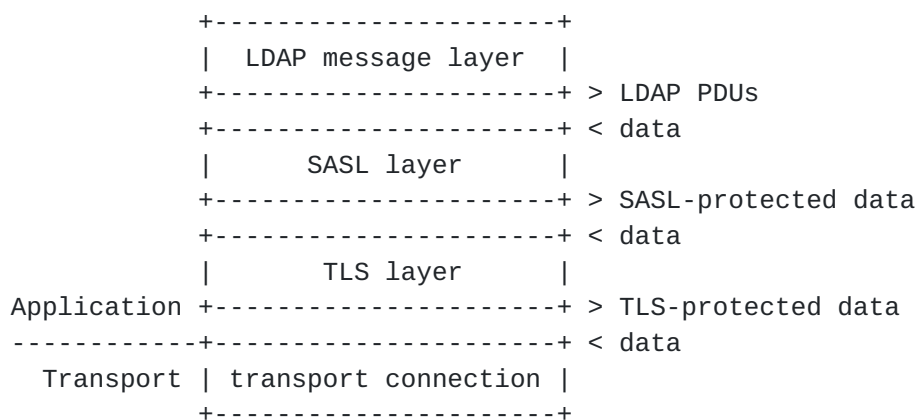 +----------------------+
               |  LDAP message layer  |
               +----------------------+ > LDAP PDUs
               +----------------------+ < data
               |      SASL layer      |
               +----------------------+ > SASL-protected data
               +----------------------+ < data
               |       TLS layer      |
   Application +----------------------+ > TLS-protected data
   ------------+----------------------+ < data
     Transport | transport connection |
               +----------------------+